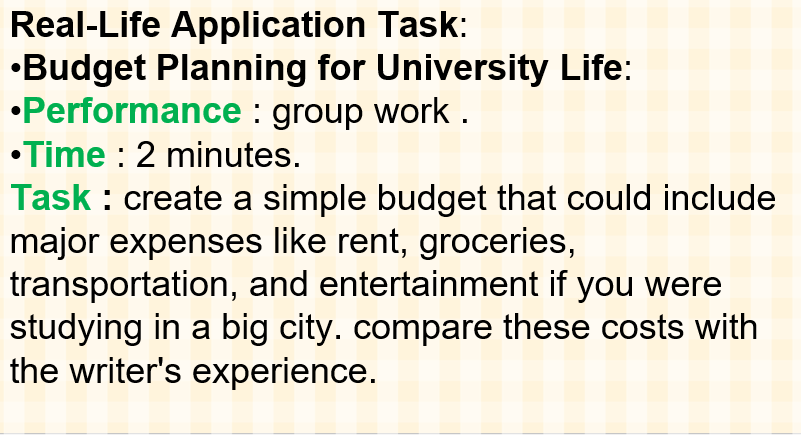 Real-Life Application Task:
•Budget Planning for University Life:
•Performance : group work .
•Time : 2 minutes.
Task : create a simple budget that could include
major expenses like rent, groceries,
transportation, and entertainment if you were
studying in a big city. compare these costs with
the writer's experience.